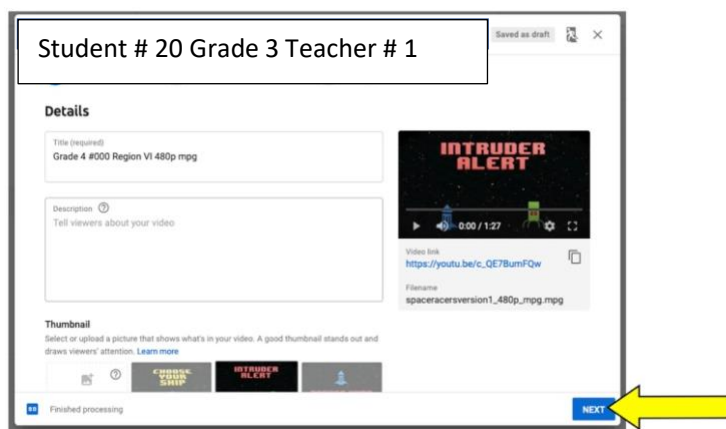 Student # 20 Grade 3 Teacher # 1
Saved as draft
Details
Title (required)
Grade 4 #000 Region VI 480p mpg
Description
Tell viewers about your video
INTRUDER
ALERT
0:00 / 1:27
Video link
https://youtu.be/c_QE7BumFQw
Filename
spaceracersversion1_480p_mpg.mpg
Thumbnail
Select or upload a picture that shows what's in your video. A good thumbnail stands out and
draws viewers' attention. Learn more
CHOOSE
YOUR
SHIP
INTRUDER
ALERT
Finished processing
NEXT